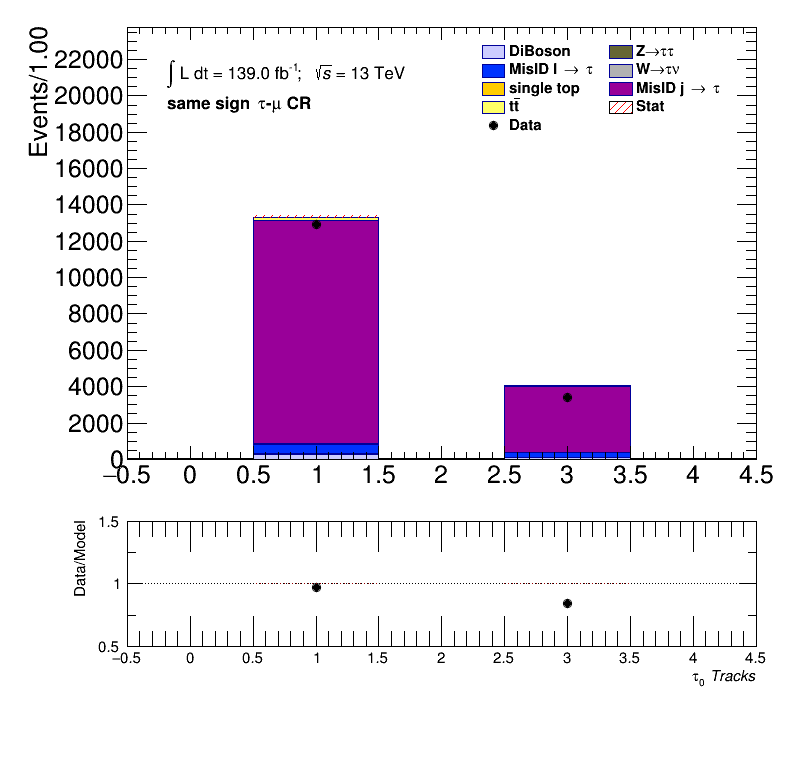 Events/1.00
22000
20000
18000
16000
14000
12000
10000
8000
6000
4000
2000
0
∫ L dt = 139.0 fb⁻¹; √s = 13 TeV
same sign τ-μ CR
DiBoson
MisID l → τ
single top
tt̄
Data
Z→ττ
W→τν
MisID j → τ
Stat
−0.5 0 0.5 1 1.5 2 2.5 3 3.5 4 4.5
Data/Model
1.5
1
0.5
−0.5 0 0.5 1 1.5 2 2.5 3 3.5 4 4.5
τ₀ Tracks